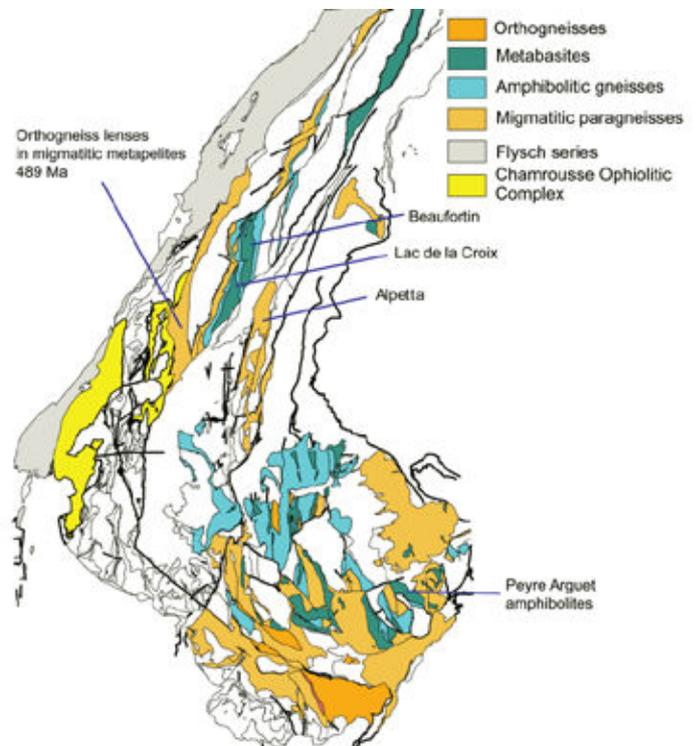 Orthogneisses
Metabasites
Amphibolitic gneisses
Migmatitic paragneisses
Flysch series
Chamrousse Ophiolitic
Complex
Orthogneiss lenses
in migmatitic metapelites
489 Ma
Beaufortin
Lac de la Croix
Alpetta
Peyre Arguet
amphibolites